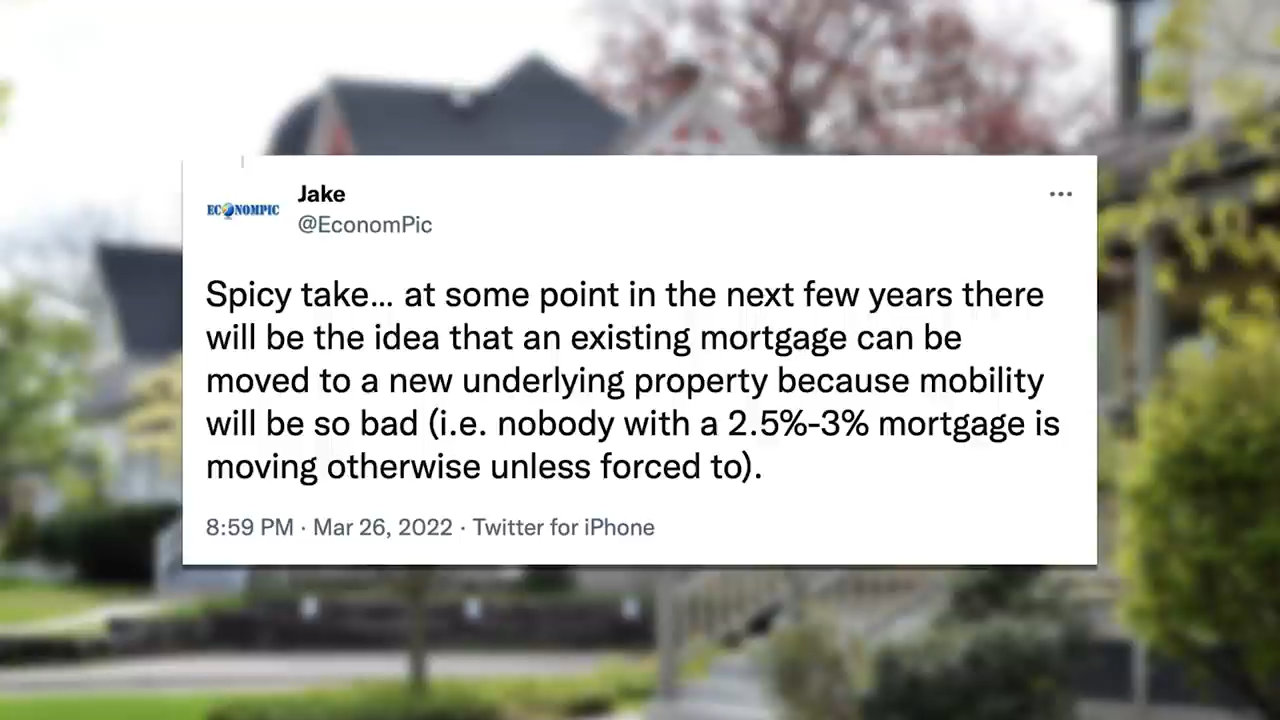 ECONOMPIC
Jake
@EconomPic
Spicy take... at some point in the next few years there
will be the idea that an existing mortgage can be
moved to a new underlying property because mobility
will be so bad (i.e. nobody with a 2.5%-3% mortgage is
moving otherwise unless forced to).
8:59 PM · Mar 26, 2022 · Twitter for iPhone